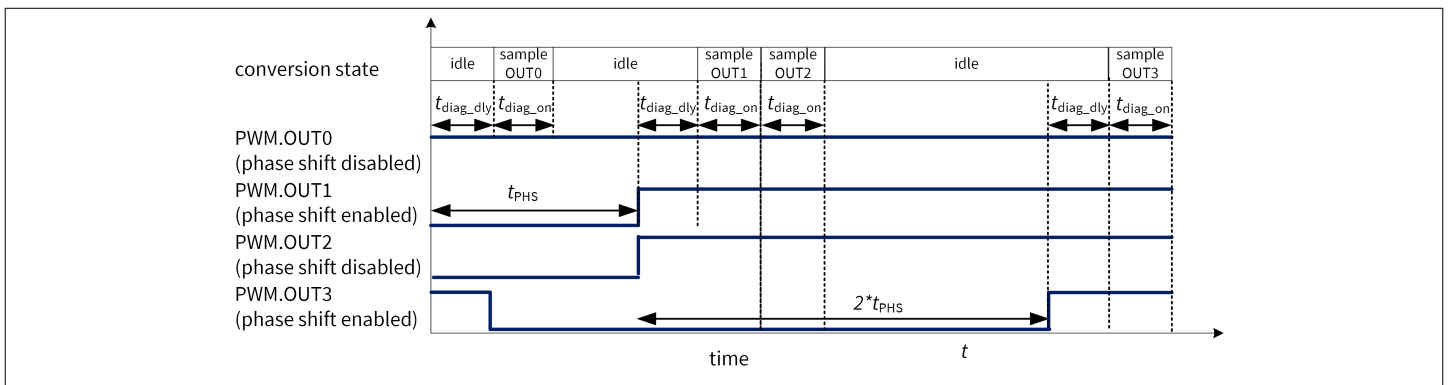 conversion state
idle
sample
OUT0
idle
sample
OUT1
sample
OUT2
idle
sample
OUT3
tdiag_dly
tdiag_on
tdiag_dly
tdiag_on
tdiag_on
tdiag_dly
tdiag_on
PWM.OUT0
(phase shift disabled)
PWM.OUT1
(phase shift enabled)
tPHS
PWM.OUT2
(phase shift disabled)
PWM.OUT3
(phase shift enabled)
2*tPHS
time
t